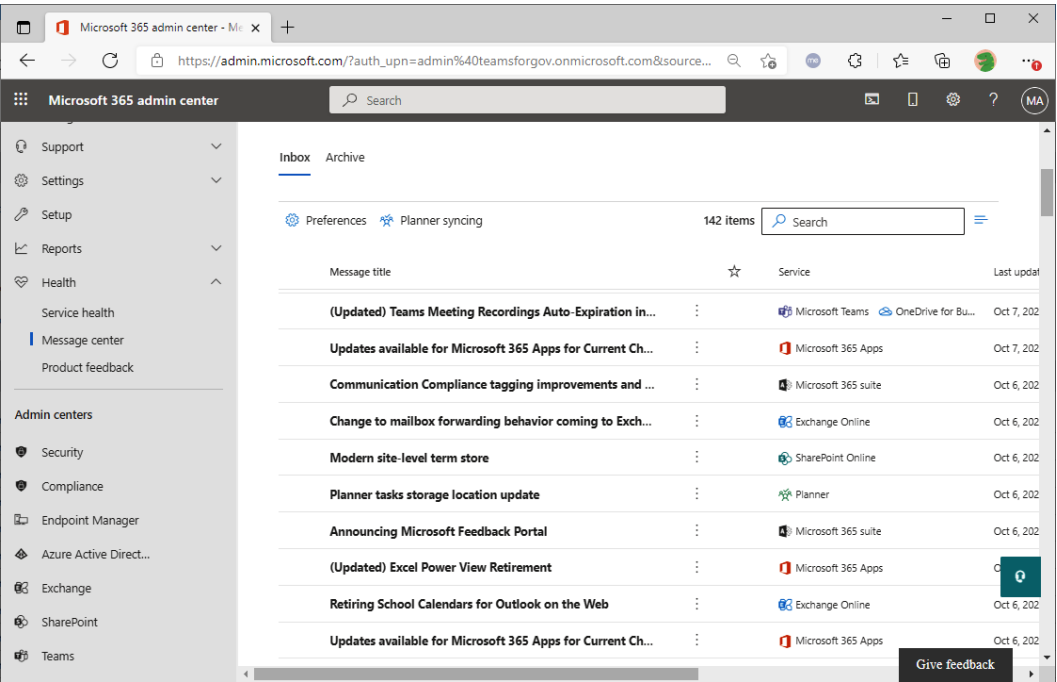 Microsoft 365 admin center - Me
https://admin.microsoft.com/?auth_upn=admin%40teamsforgov.onmicrosoft.com&source...
me
Microsoft 365 admin center
Search
MA
Support
Settings
Setup
Reports
Health
Service health
Message center
Product feedback
Admin centers
Security
Compliance
Endpoint Manager
Azure Active Direct...
Exchange
SharePoint
Teams
Inbox Archive
Preferences Planner syncing 142 items Search
Message title Service Last updat
(Updated) Teams Meeting Recordings Auto-Expiration in... Microsoft Teams OneDrive for Bu... Oct 7, 202
Updates available for Microsoft 365 Apps for Current Ch... Microsoft 365 Apps Oct 7, 202
Communication Compliance tagging improvements and ... Microsoft 365 suite Oct 6, 202
Change to mailbox forwarding behavior coming to Exch... Exchange Online Oct 6, 202
Modern site-level term store SharePoint Online Oct 6, 202
Planner tasks storage location update Planner Oct 6, 202
Announcing Microsoft Feedback Portal Microsoft 365 suite Oct 6, 202
(Updated) Excel Power View Retirement Microsoft 365 Apps
Retiring School Calendars for Outlook on the Web Exchange Online Oct 6, 202
Updates available for Microsoft 365 Apps for Current Ch... Microsoft 365 Apps Oct 6, 202
Give feedback